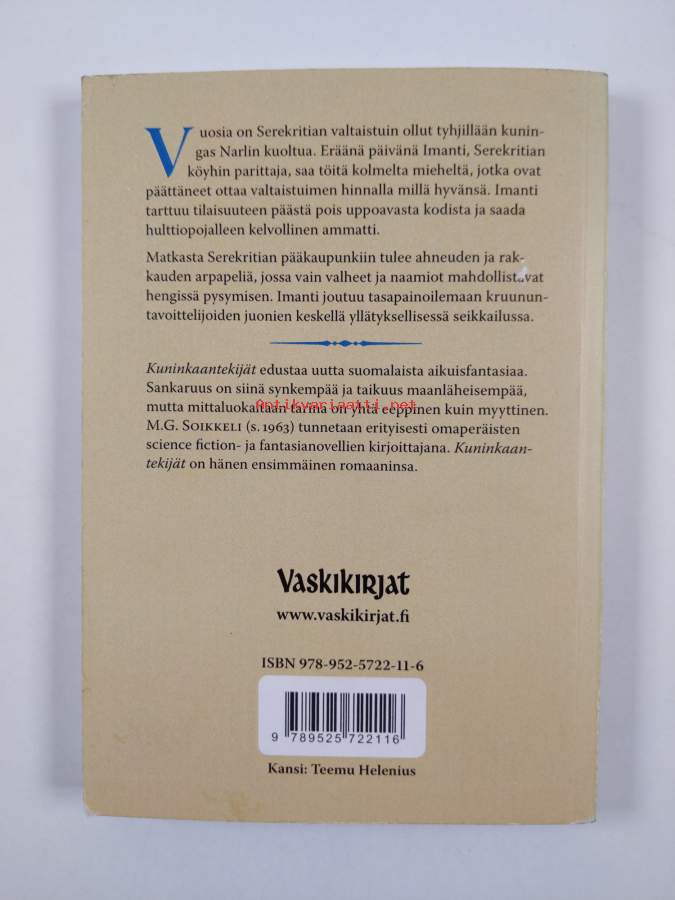 Vuosia on Serekritian valtaistuin ollut tyhjillään kunin-
gas Narlin kuoltua. Eräänä päivänä Imanti, Serekritian
köyhin parittaja, saa töitä kolmelta mieheltä, jotka ovat
päättäneet ottaa valtaistuimen hinnalla millä hyvänsä. Imanti
tarttuu tilaisuuteen päästä pois uppoavasta kodista ja saada
hulttiopojalleen kelvollinen ammatti.
Matkasta Serekritian pääkaupunkiin tulee ahneuden ja rak-
kauden arpapeliä, jossa vain valheet ja naamiot mahdollistavat
hengissä pysymisen. Imanti joutuu tasapainoilemaan kruunun-
tavoittelijoiden juonien keskellä yllätyksellisessä seikkailussa.
Kuninkaantekijät edustaa uutta suomalaista aikuisfantasiaa.
Sankaruus on siinä synkempää ja taikuus maanläheisempää,
Antikvariaatti.net
mutta mittaluokaltaan tarina on yhtä eeppinen kuin myyttinen.
M.G. SOIKKELI (s. 1963) tunnetaan erityisesti omaperäisten
science fiction- ja fantasianovellien kirjoittajana. Kuninkaan-
tekijät on hänen ensimmäinen romaaninsa.
VASKIKIRJAT
www.vaskikirjat.fi
ISBN 978-952-5722-11-6
9 789525 722116
Kansi: Teemu Helenius